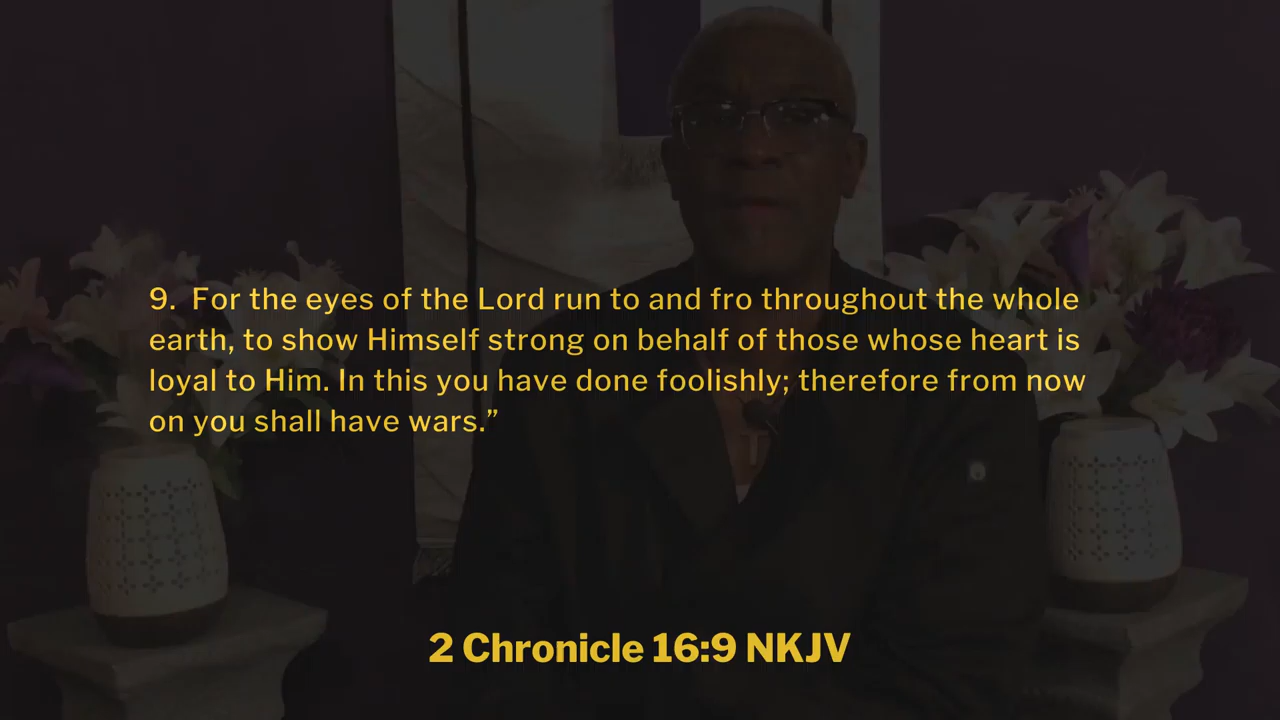 9.  For the eyes of the Lord run to and fro throughout the whole
earth, to show Himself strong on behalf of those whose heart is
loyal to Him. In this you have done foolishly; therefore from now
on you shall have wars.”
2 Chronicle 16:9 NKJV